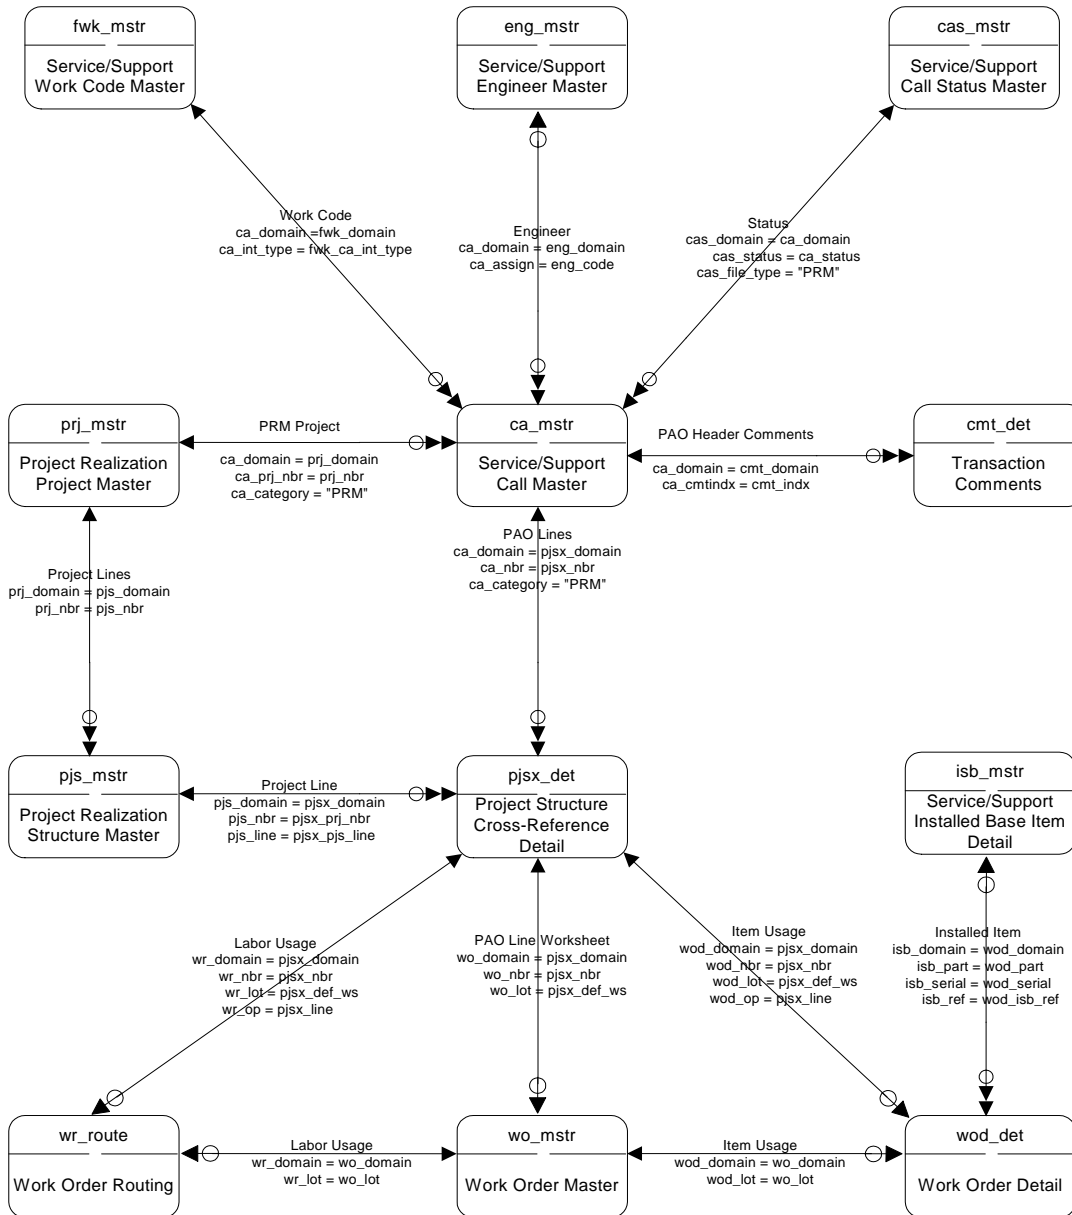 fwk_mstr
Service/Support
Work Code Master
eng_mstr
Service/Support
Engineer Master
cas_mstr
Service/Support
Call Status Master
Work Code
ca_domain =fwk_domain
ca_int_type = fwk_ca_int_type
Engineer
ca_domain = eng_domain
ca_assign = eng_code
Status
cas_domain = ca_domain
cas_status = ca_status
cas_file_type = "PRM"
prj_mstr
Project Realization
Project Master
PRM Project
ca_domain = prj_domain
ca_prj_nbr = prj_nbr
ca_category = "PRM"
ca_mstr
Service/Support
Call Master
PAO Header Comments
ca_domain = cmt_domain
ca_cmtindx = cmt_indx
cmt_det
Transaction
Comments
Project Lines
prj_domain = pjs_domain
prj_nbr = pjs_nbr
PAO Lines
ca_domain = pjsx_domain
ca_nbr = pjsx_nbr
ca_category = "PRM"
pjs_mstr
Project Realization
Structure Master
Project Line
pjs_domain = pjsx_domain
pjs_nbr = pjsx_prj_nbr
pjs_line = pjsx_pjs_line
pjsx_det
Project Structure
Cross-Reference
Detail
isb_mstr
Service/Support
Installed Base Item
Detail
Labor Usage
wr_domain = pjsx_domain
wr_nbr = pjsx_nbr
wr_lot = pjsx_def_ws
wr_op = pjsx_line
PAO Line Worksheet
wo_domain = pjsx_domain
wo_nbr = pjsx_nbr
wo_lot = pjsx_def_ws
Item Usage
wod_domain = pjsx_domain
wod_nbr = pjsx_nbr
wod_lot = pjsx_def_ws
wod_op = pjsx_line
Installed Item
isb_domain = wod_domain
isb_part = wod_part
isb_serial = wod_serial
isb_ref = wod_isb_ref
wr_route
Work Order Routing
Labor Usage
wr_domain = wo_domain
wr_lot = wo_lot
wo_mstr
Work Order Master
Item Usage
wod_domain = wo_domain
wod_lot = wo_lot
wod_det
Work Order Detail